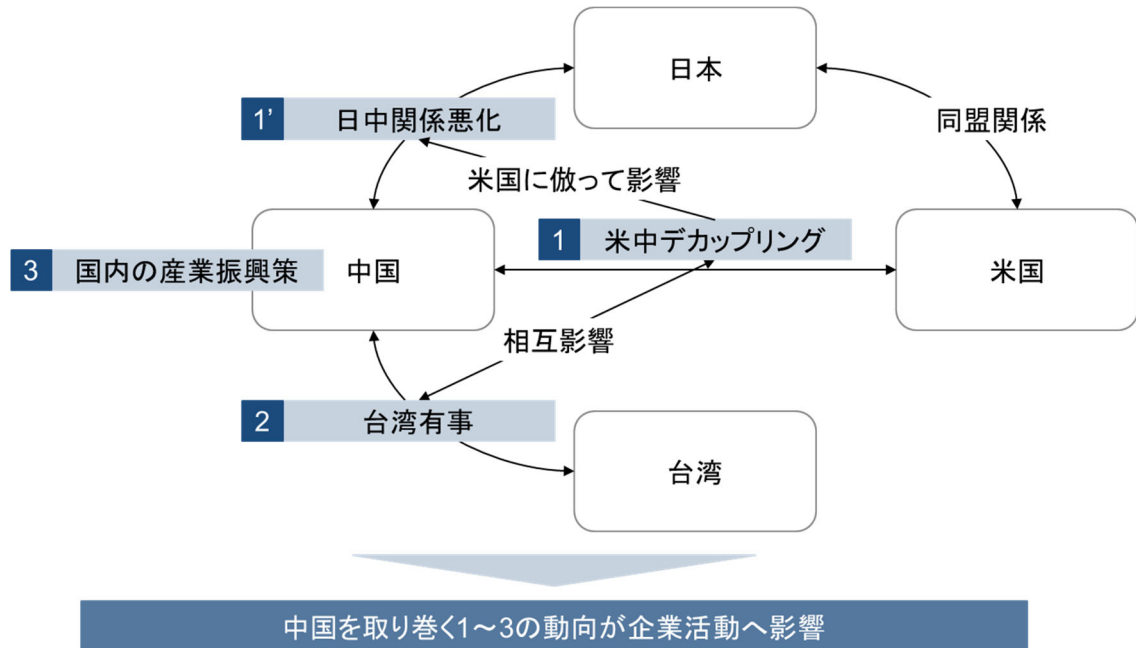 日本
1’ 日中関係悪化
同盟関係
米国に倣って影響
1 米中デカップリング
3 国内の産業振興策
中国
米国
相互影響
2 台湾有事
台湾
中国を取り巻く1～3の動向が企業活動へ影響